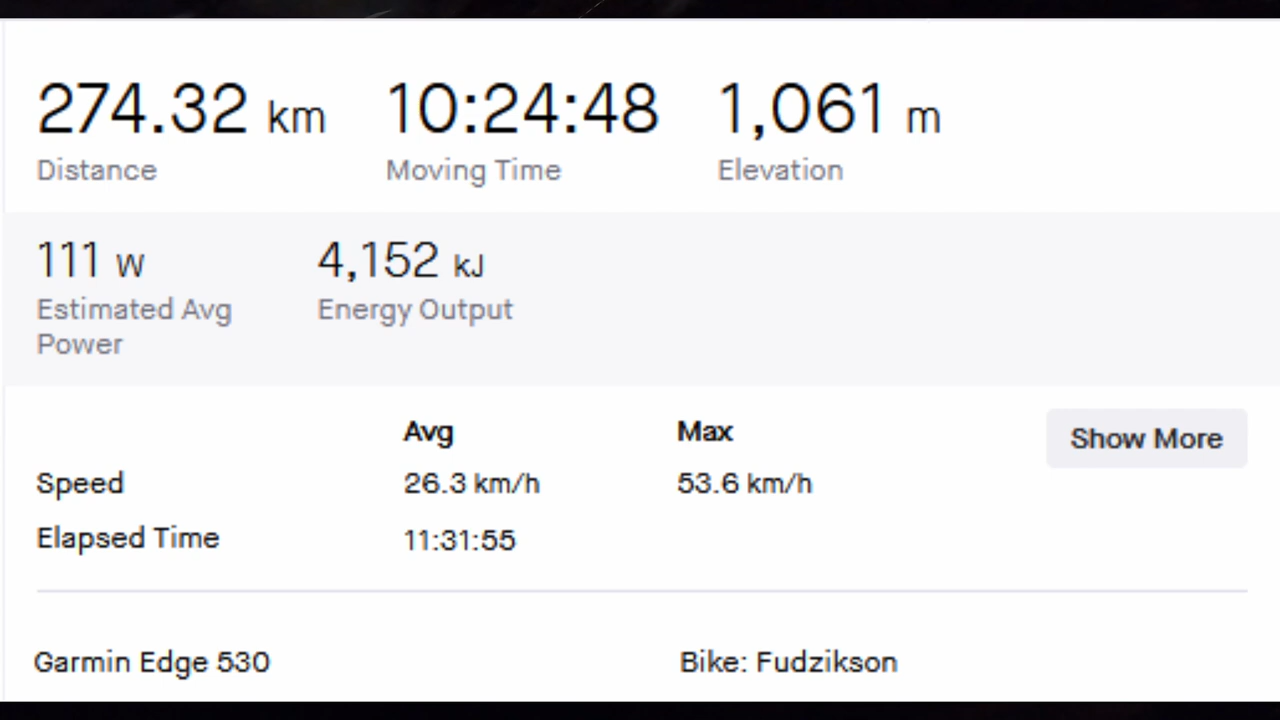 274.32 km 10:24:48 1,061 m
Distance Moving Time Elevation
111 W 4,152 kJ
Estimated Avg Energy Output
Power
Avg Max Show More
Speed 26.3 km/h 53.6 km/h
Elapsed Time 11:31:55
Garmin Edge 530 Bike: Fudzikson